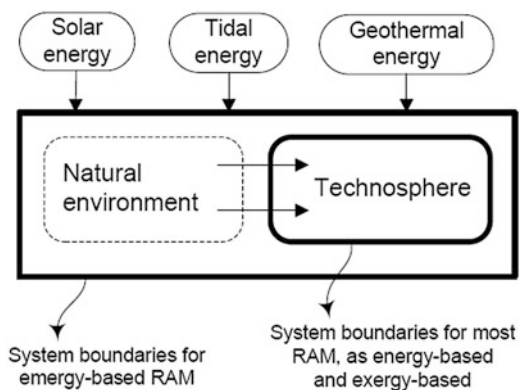 Solar
energy
Tidal
energy
Geothermal
energy
Natural
environment
Technosphere
System boundaries for
emergy-based RAM
System boundaries for most
RAM, as energy-based
and exergy-based